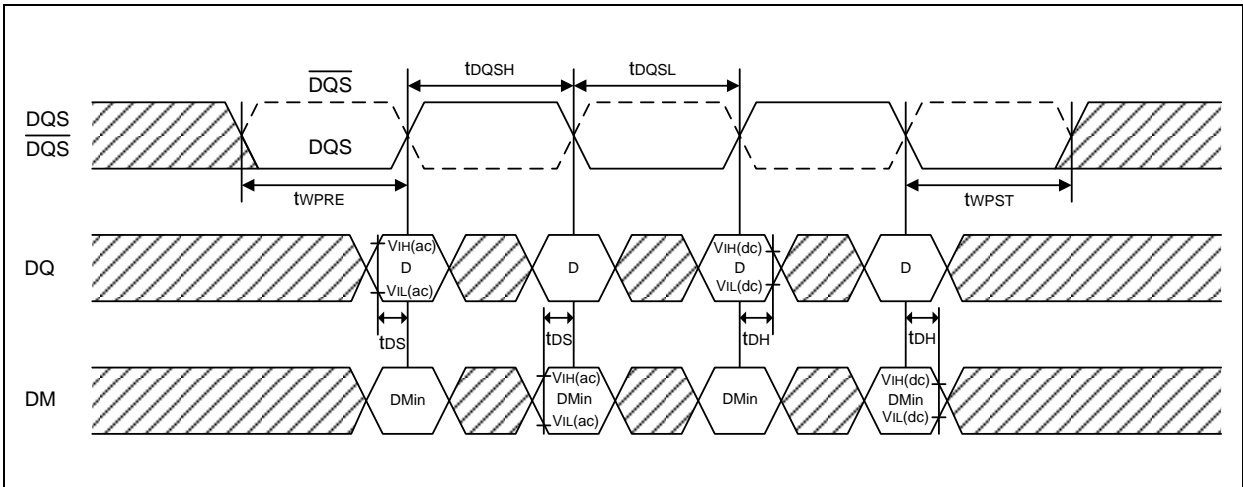 DQS
tDQSH
tDQSL
DQS
DQS
DQS
tWPRE
tWPST
DQ
VIH(ac)
D
VIL(ac)
D
VIH(dc)
D
VIL(dc)
D
tDS
tDS
tDH
tDH
DM
DMin
VIH(ac)
DMin
VIL(ac)
DMin
VIH(dc)
DMin
VIL(dc)